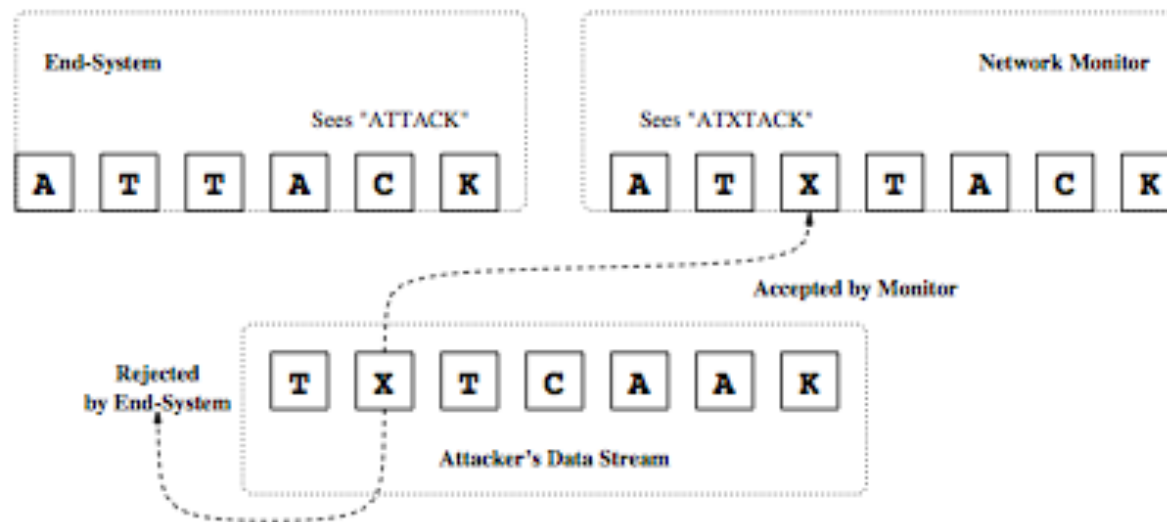 End-System
Network Monitor
Sees "ATTACK"
Sees "ATXTACK"
A T T A C K
A T X T A C K
Accepted by Monitor
Rejected
by End-System
T X T C A A K
Attacker's Data Stream